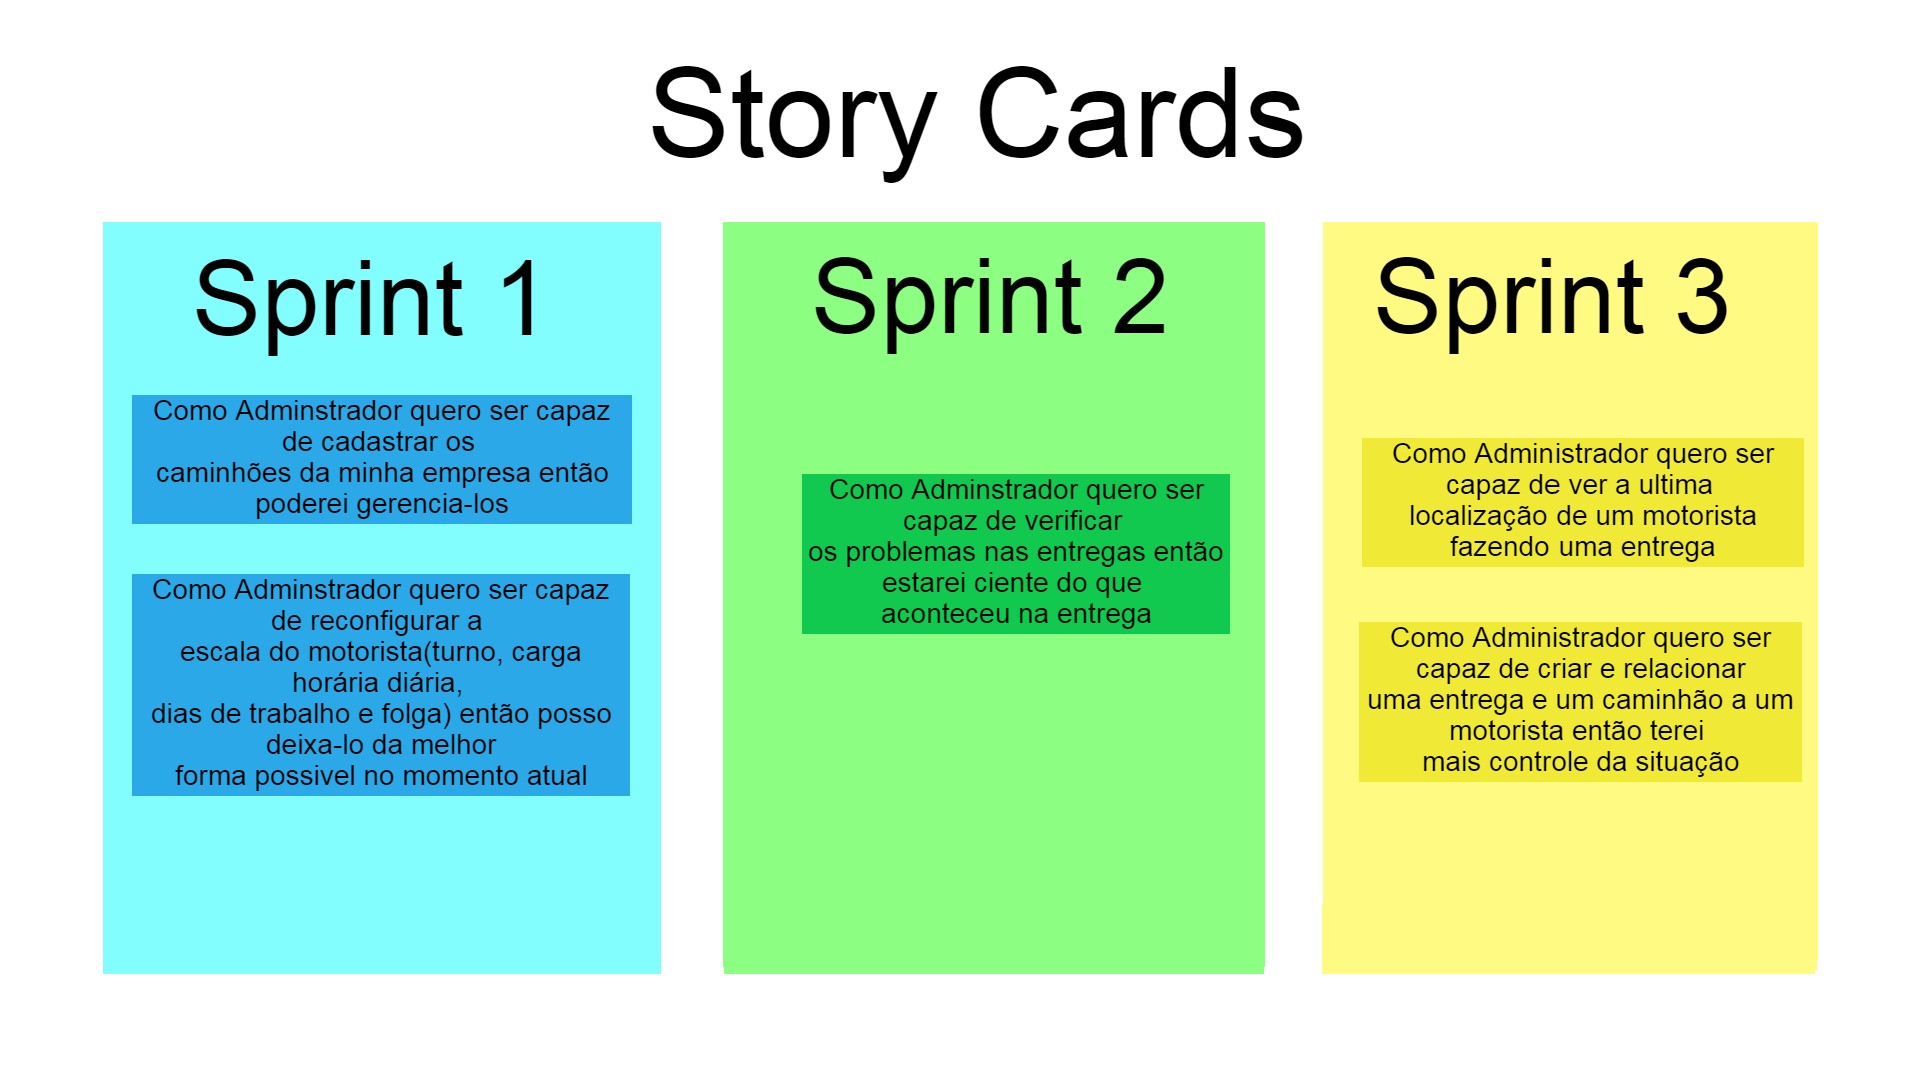 Story Cards
Sprint 1
Como Adminstrador quero ser capaz
de cadastrar os
caminhões da minha empresa então
poderei gerencia-los
Como Adminstrador quero ser capaz
de reconfigurar a
escala do motorista(turno, carga
horária diária,
dias de trabalho e folga) então posso
deixa-lo da melhor
forma possivel no momento atual
Sprint 2
Como Adminstrador quero ser
capaz de verificar
os problemas nas entregas então
estarei ciente do que
aconteceu na entrega
Sprint 3
Como Administrador quero ser
capaz de ver a ultima
localização de um motorista
fazendo uma entrega
Como Administrador quero ser
capaz de criar e relacionar
uma entrega e um caminhão a um
motorista então terei
mais controle da situação